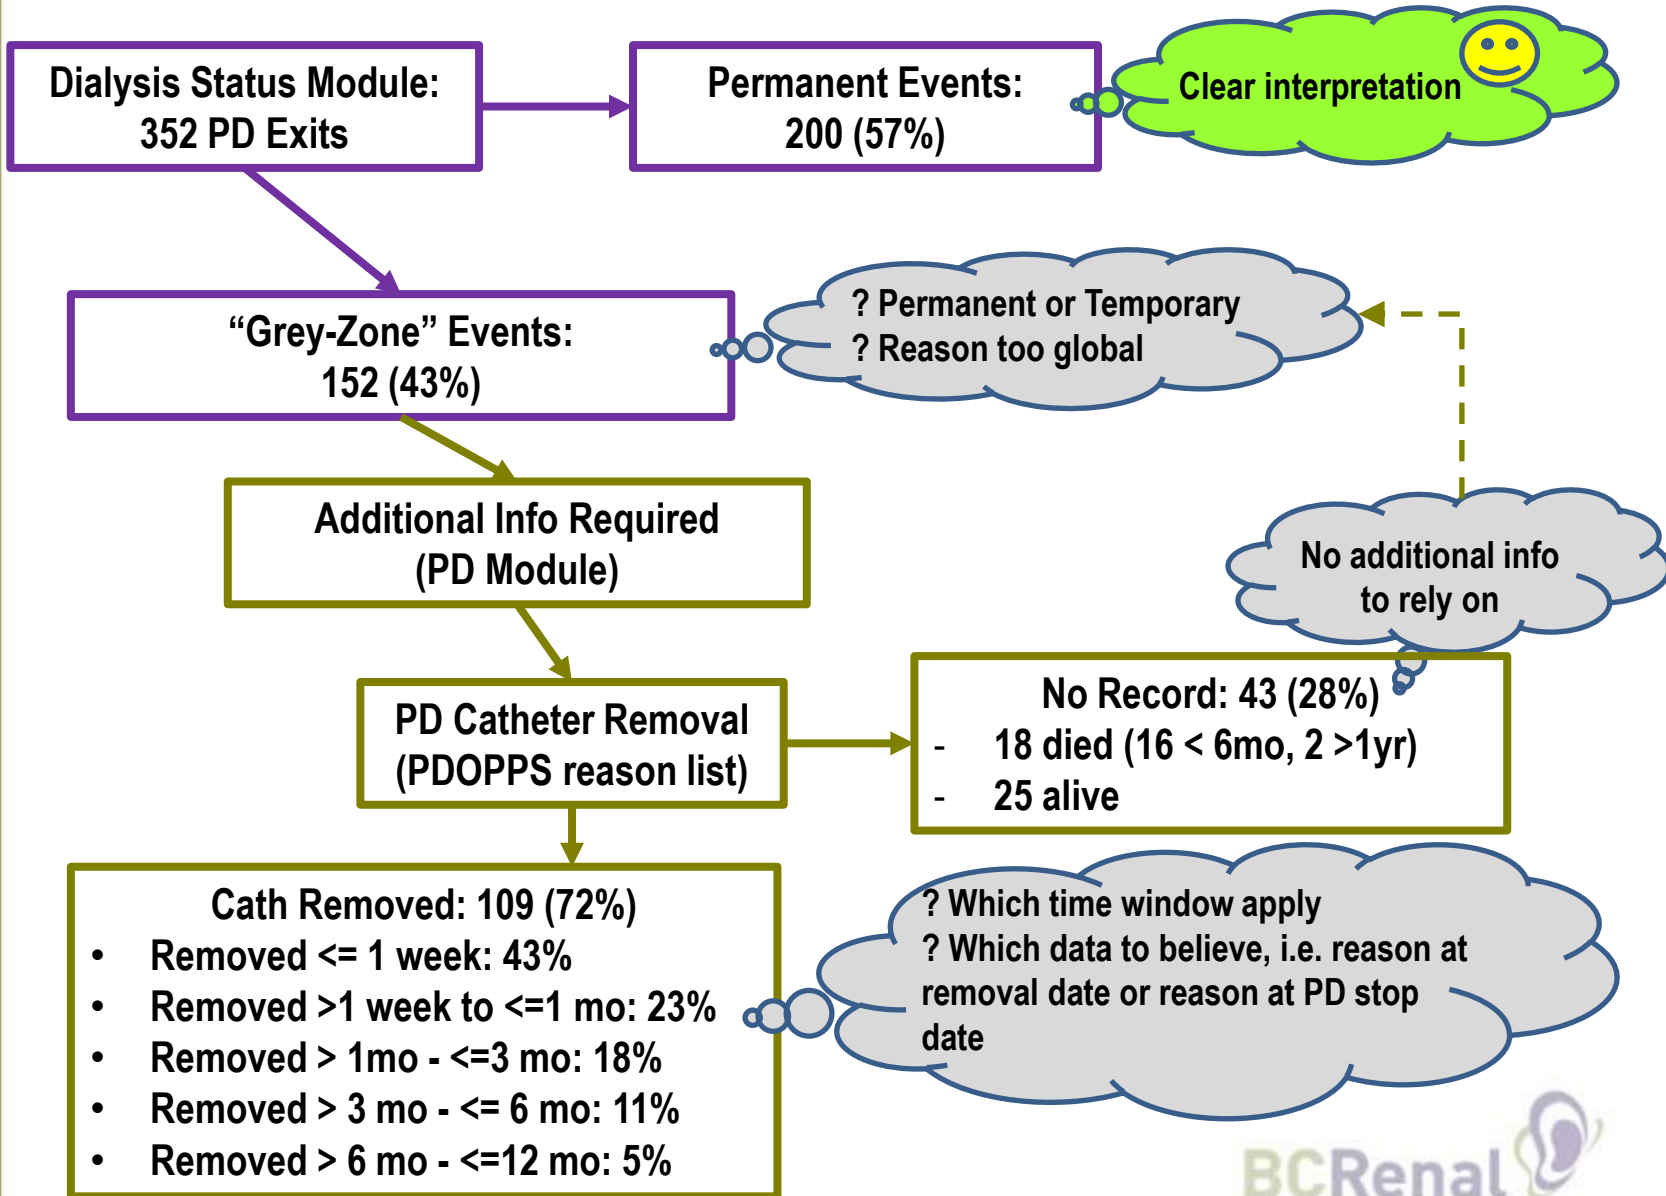 Dialysis Status Module:
352 PD Exits
Permanent Events:
200 (57%)
Clear interpretation
“Grey-Zone” Events:
152 (43%)
? Permanent or Temporary
? Reason too global
Additional Info Required
(PD Module)
No additional info
to rely on
PD Catheter Removal
(PDOPPS reason list)
No Record: 43 (28%)
- 18 died (16 < 6mo, 2 >1yr)
- 25 alive
Cath Removed: 109 (72%)
• Removed <= 1 week: 43%
• Removed >1 week to <=1 mo: 23%
• Removed > 1mo - <=3 mo: 18%
• Removed > 3 mo - <= 6 mo: 11%
• Removed > 6 mo - <=12 mo: 5%
? Which time window apply
? Which data to believe, i.e. reason at
removal date or reason at PD stop
date
BCRenal